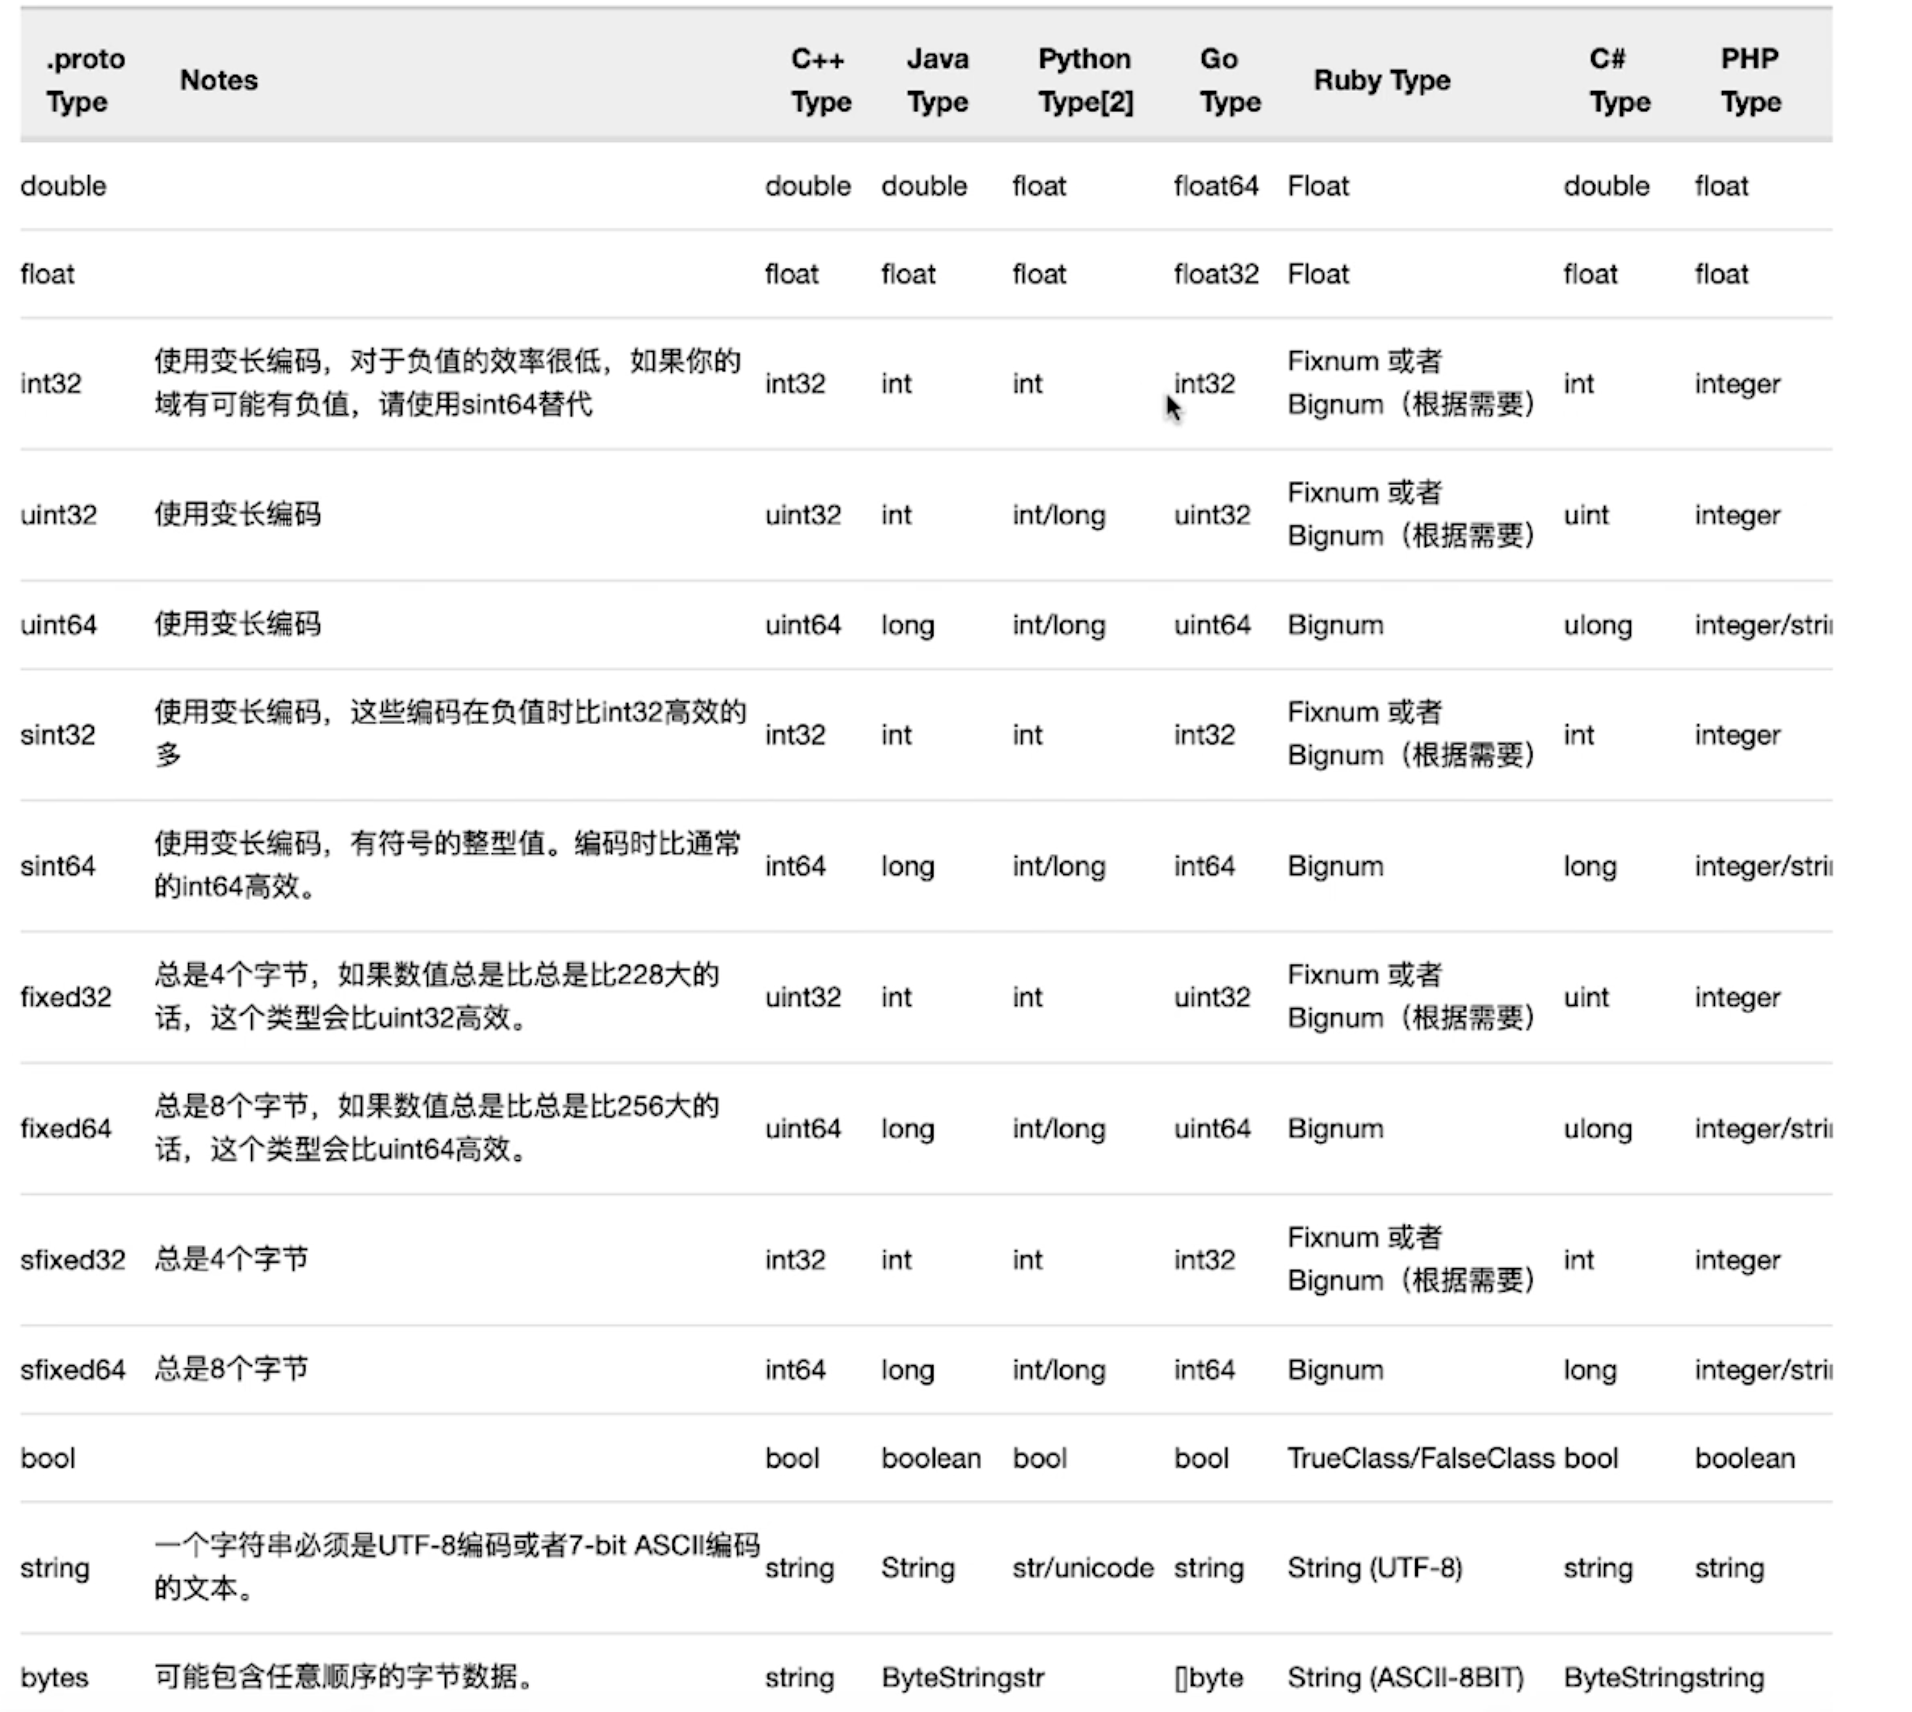 .proto Type Notes C++ Type Java Type Python Type[2] Go Type Ruby Type C# Type PHP Type
double double double float float64 Float double float
float float float float float32 Float float float
int32 使用变长编码，对于负值的效率很低，如果你的域有可能有负值，请使用sint64替代 int32 int int int32 Fixnum 或者 Bignum（根据需要） int integer
uint32 使用变长编码 uint32 int int/long uint32 Fixnum 或者 Bignum（根据需要） uint integer
uint64 使用变长编码 uint64 long int/long uint64 Bignum ulong integer/stri
sint32 使用变长编码，这些编码在负值时比int32高效的多 int32 int int int32 Fixnum 或者 Bignum（根据需要） int integer
sint64 使用变长编码，有符号的整型值。编码时比通常的int64高效。 int64 long int/long int64 Bignum long integer/stri
fixed32 总是4个字节，如果数值总是比总是比228大的话，这个类型会比uint32高效。 uint32 int int uint32 Fixnum 或者 Bignum（根据需要） uint integer
fixed64 总是8个字节，如果数值总是比总是比256大的话，这个类型会比uint64高效。 uint64 long int/long uint64 Bignum ulong integer/stri
sfixed32 总是4个字节 int32 int int int32 Fixnum 或者 Bignum（根据需要） int integer
sfixed64 总是8个字节 int64 long int/long int64 Bignum long integer/stri
bool bool boolean bool bool TrueClass/FalseClass bool boolean
string 一个字符串必须是UTF-8编码或者7-bit ASCII编码的文本。 string String str/unicode string String (UTF-8) string string
bytes 可能包含任意顺序的字节数据。 string ByteString str []byte String (ASCII-8BIT) ByteString string